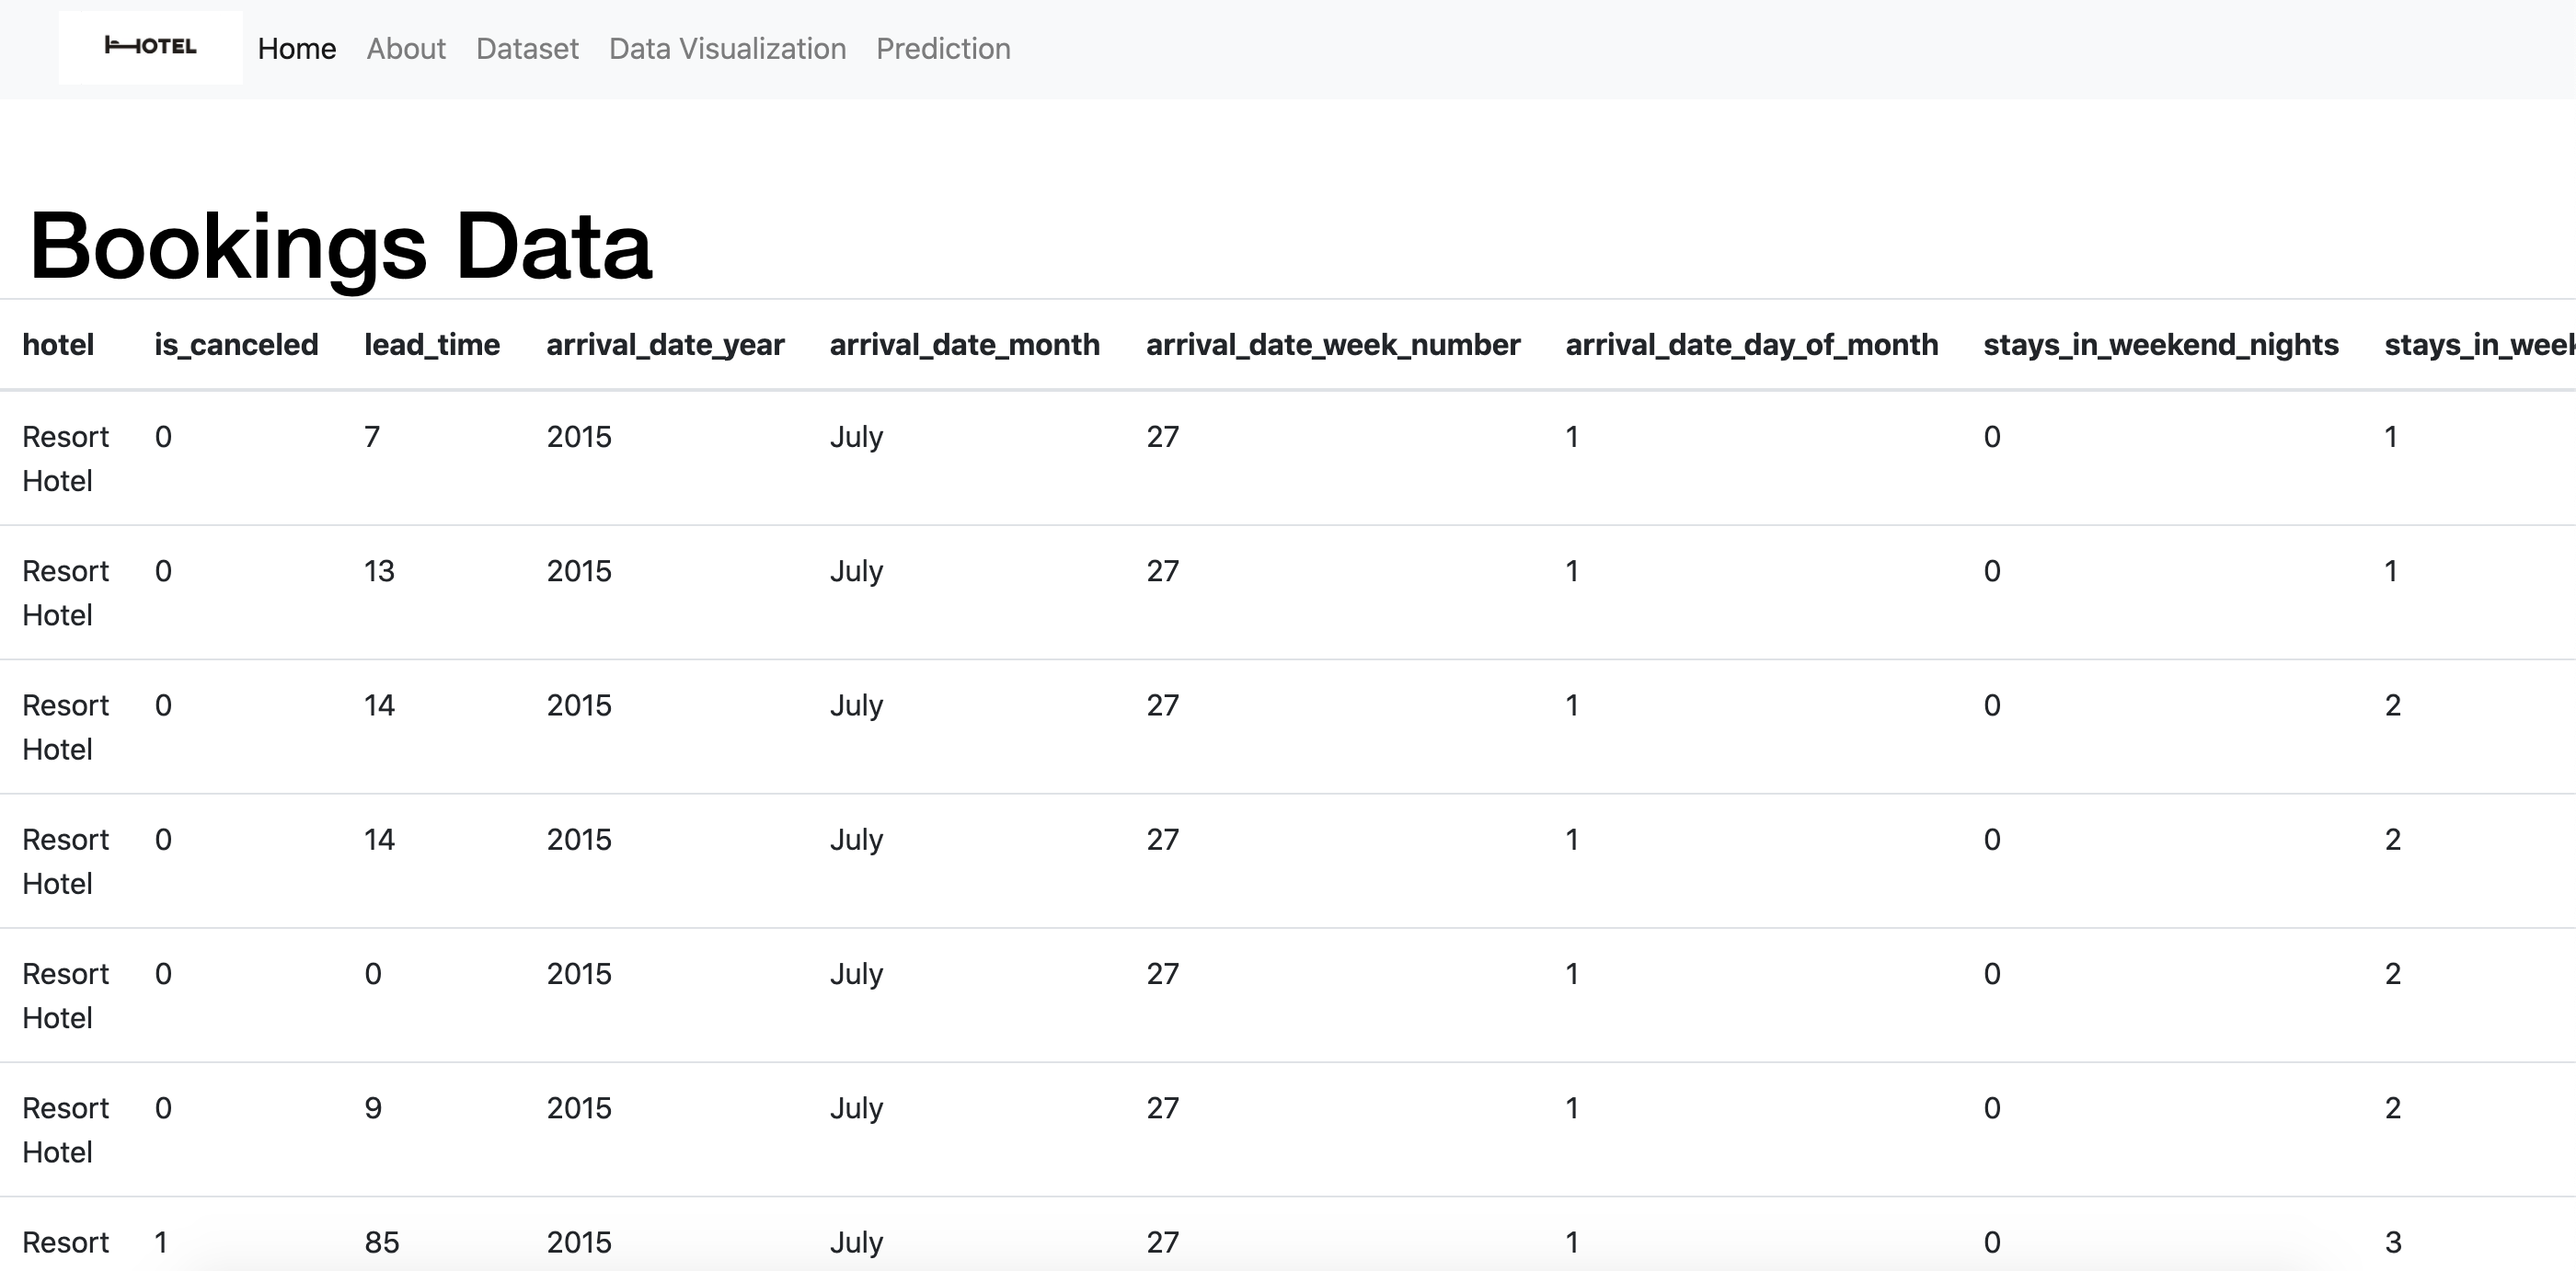 HOTEL Home About Dataset Data Visualization Prediction
Bookings Data
hotel is_canceled lead_time arrival_date_year arrival_date_month arrival_date_week_number arrival_date_day_of_month stays_in_weekend_nights stays_in_week
Resort 0 7 2015 July 27 1 0 1
Hotel
Resort 0 13 2015 July 27 1 0 1
Hotel
Resort 0 14 2015 July 27 1 0 2
Hotel
Resort 0 14 2015 July 27 1 0 2
Hotel
Resort 0 0 2015 July 27 1 0 2
Hotel
Resort 0 9 2015 July 27 1 0 2
Hotel
Resort 1 85 2015 July 27 1 0 3